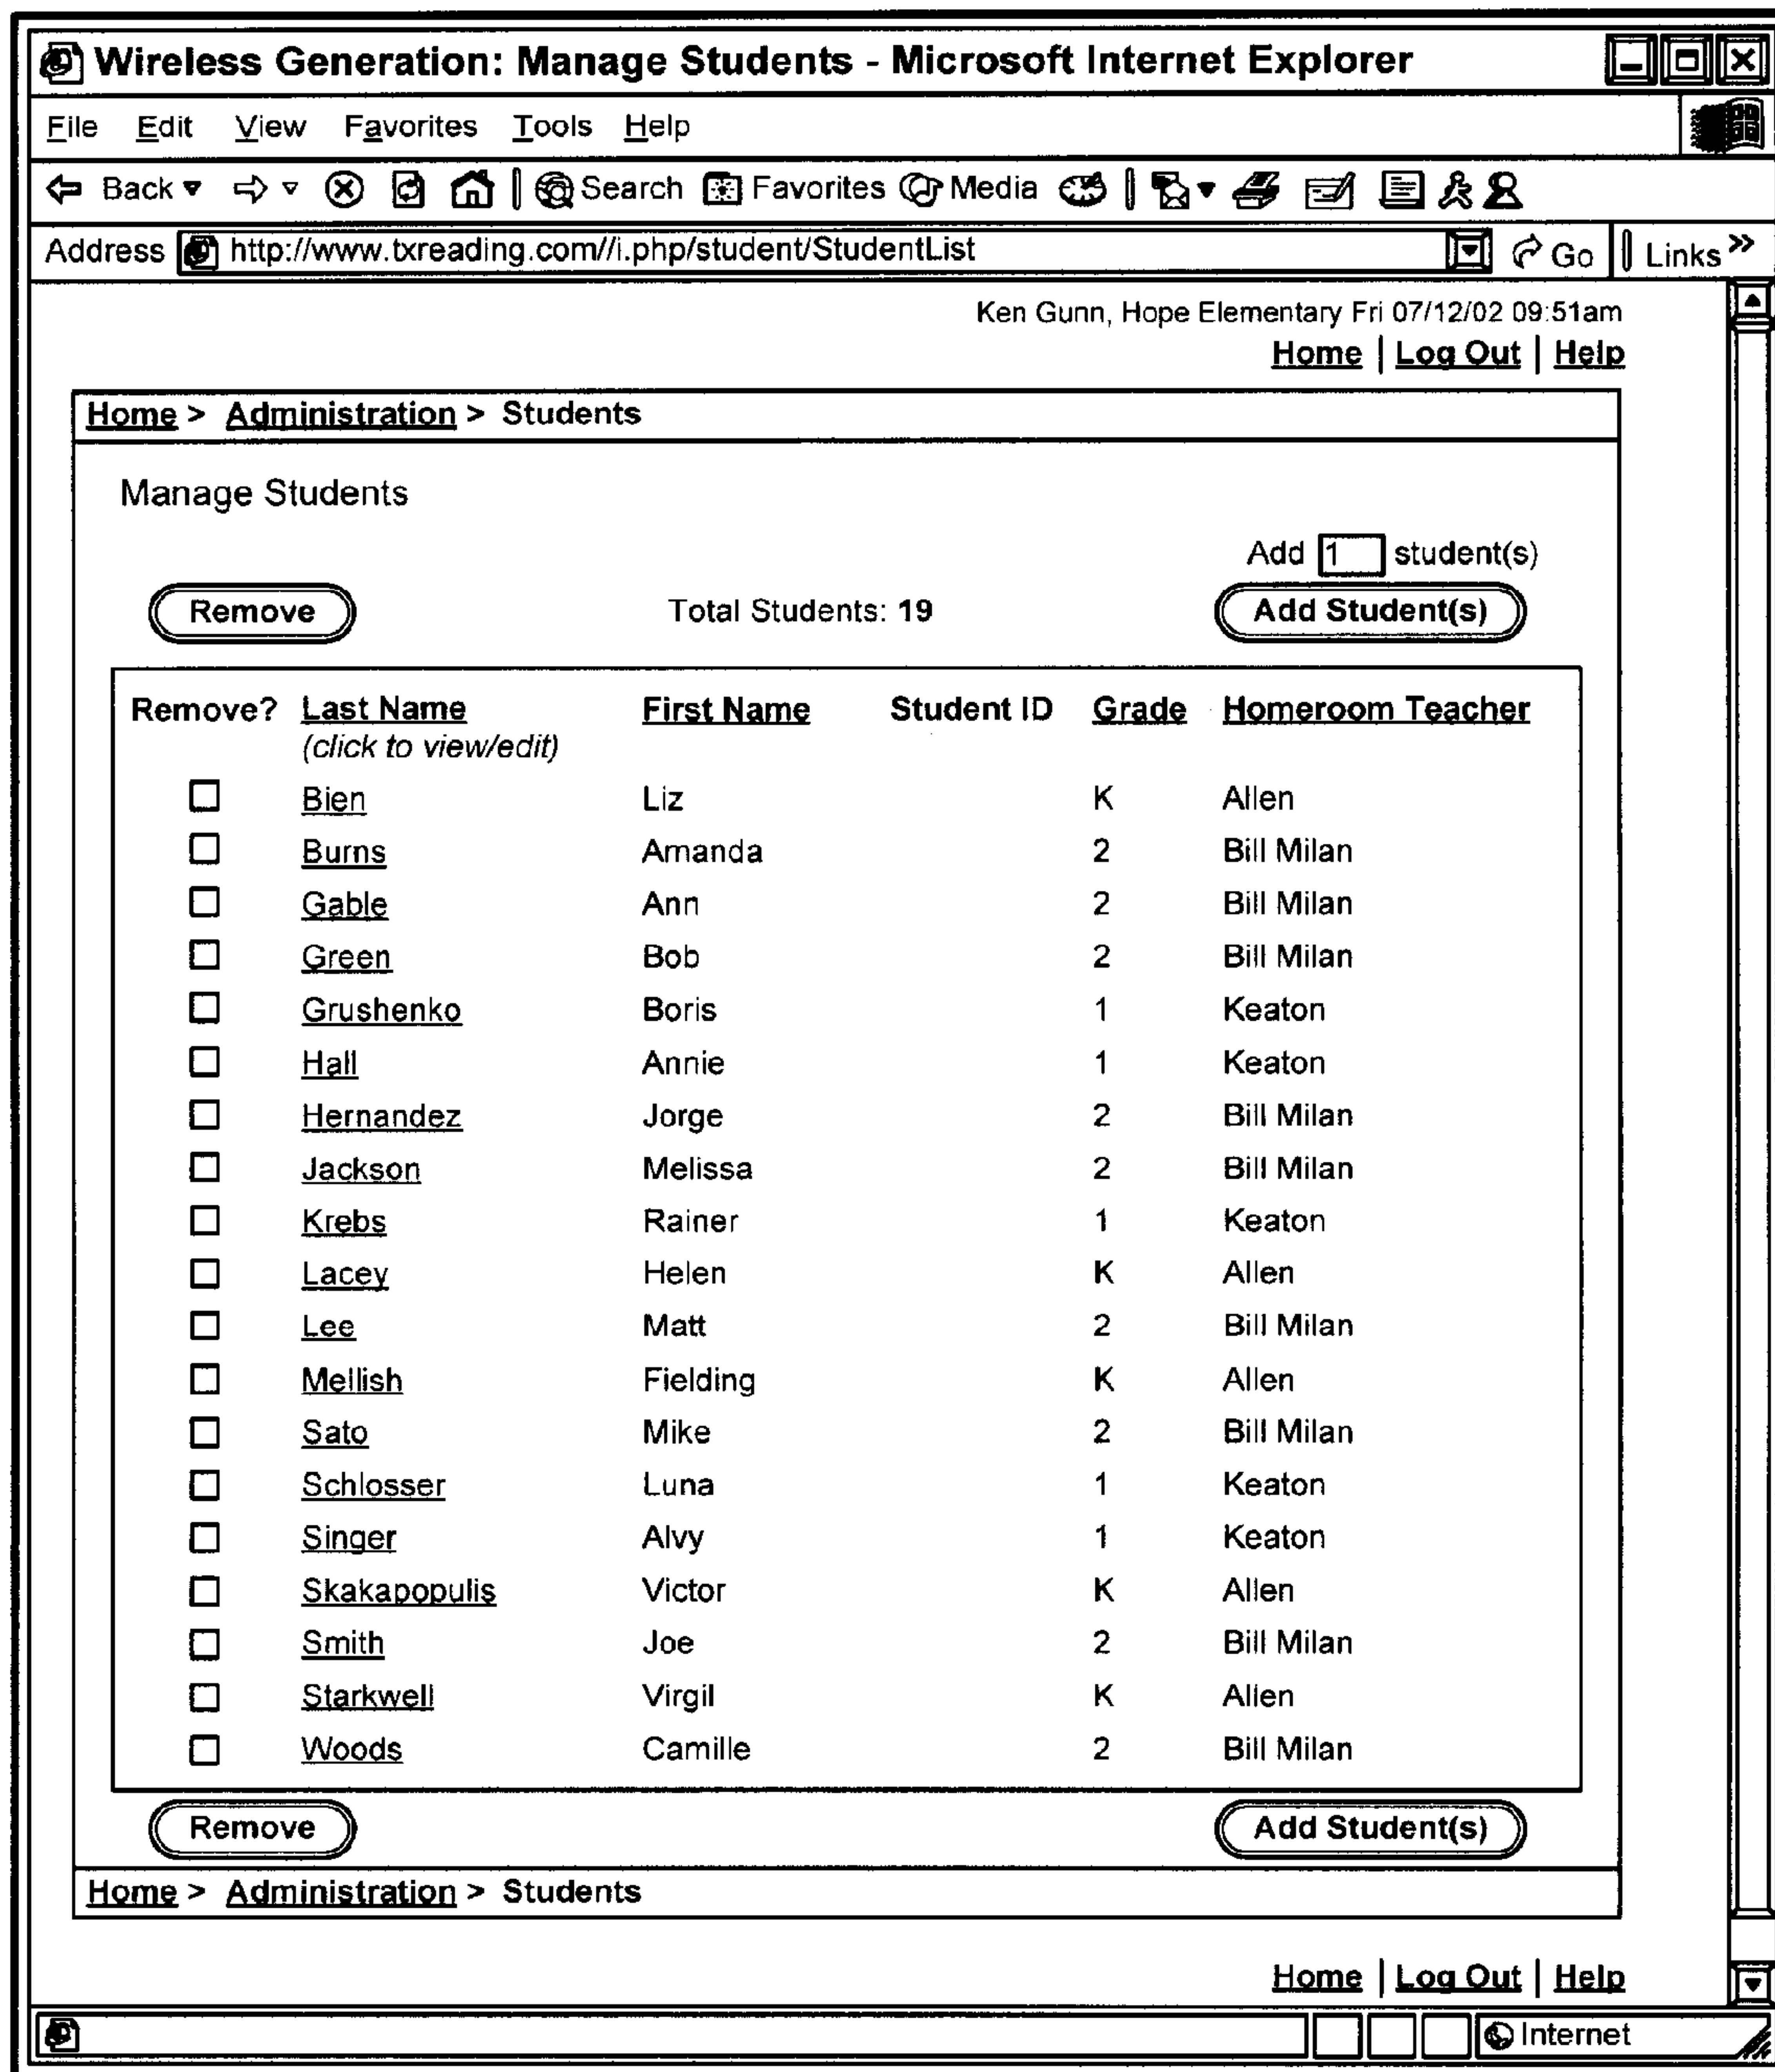 Wireless Generation: Manage Students - Microsoft Internet Explorer
File Edit View Favorites Tools Help
Back Search Favorites Media
Address http://www.txreading.com//i.php/student/StudentList Go Links »
Ken Gunn, Hope Elementary Fri 07/12/02 09:51am
Home | Log Out | Help
Home > Administration > Students
Manage Students
Add 1 student(s)
Remove Total Students: 19 Add Student(s)
Remove? Last Name First Name Student ID Grade Homeroom Teacher
(click to view/edit)
Bien Liz K Allen
Burns Amanda 2 Bill Milan
Gable Ann 2 Bill Milan
Green Bob 2 Bill Milan
Grushenko Boris 1 Keaton
Hall Annie 1 Keaton
Hernandez Jorge 2 Bill Milan
Jackson Melissa 2 Bill Milan
Krebs Rainer 1 Keaton
Lacey Helen K Allen
Lee Matt 2 Bill Milan
Mellish Fielding K Allen
Sato Mike 2 Bill Milan
Schlosser Luna 1 Keaton
Singer Alvy 1 Keaton
Skakapopulis Victor K Allen
Smith Joe 2 Bill Milan
Starkwell Virgil K Allen
Woods Camille 2 Bill Milan
Remove Add Student(s)
Home > Administration > Students
Home | Log Out | Help
Internet